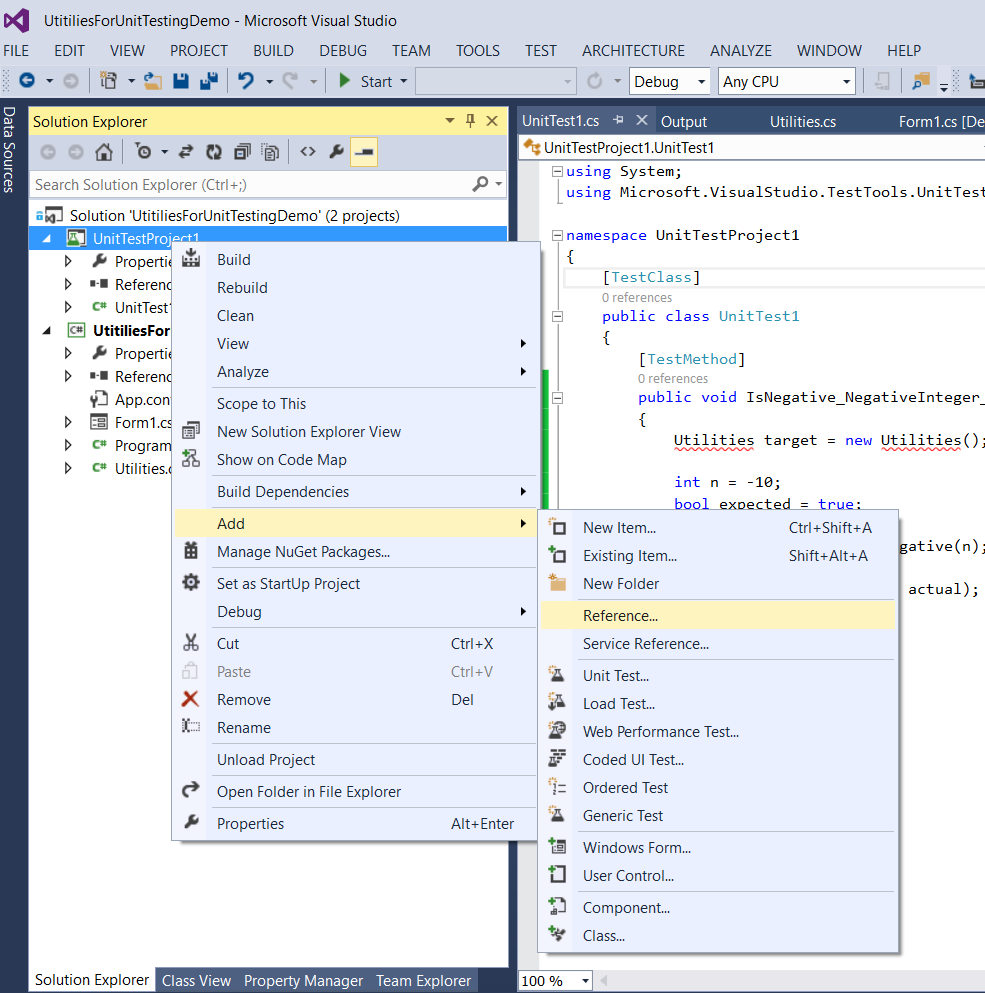 UtitiliesForUnitTestingDemo - Microsoft Visual Studio
FILE EDIT VIEW PROJECT BUILD DEBUG TEAM TOOLS TEST ARCHITECTURE ANALYZE WINDOW HELP
Start Debug Any CPU
Data Sources
Solution Explorer
Search Solution Explorer (Ctrl+;)
Solution 'UtitiliesForUnitTestingDemo' (2 projects)
UnitTestProject1
Propertie
Referenc
UnitTest1
C# UtitiliesFor
Propertie
Referenc
App.con
Form1.cs
C# Program
C# Utilities.c
Build
Rebuild
Clean
View
Analyze
Scope to This
New Solution Explorer View
Show on Code Map
Build Dependencies
Add
Manage NuGet Packages...
Set as StartUp Project
Debug
Cut Ctrl+X
Paste Ctrl+V
Remove Del
Rename
Unload Project
Open Folder in File Explorer
Properties Alt+Enter
New Item... Ctrl+Shift+A
Existing Item... Shift+Alt+A
New Folder
Reference...
Service Reference...
Unit Test...
Load Test...
Web Performance Test...
Coded UI Test...
Ordered Test
Generic Test
Windows Form...
User Control...
Component...
Class...
UnitTest1.cs Output Utilities.cs Form1.cs [De
UnitTestProject1.UnitTest1
using System;
using Microsoft.VisualStudio.TestTools.UnitTest
namespace UnitTestProject1
{
[TestClass]
0 references
public class UnitTest1
{
[TestMethod]
0 references
public void IsNegative_NegativeInteger_
{
Utilities target = new Utilities();
int n = -10;
bool expected = true;
gative(n);
actual);
Solution Explorer Class View Property Manager Team Explorer
100 %